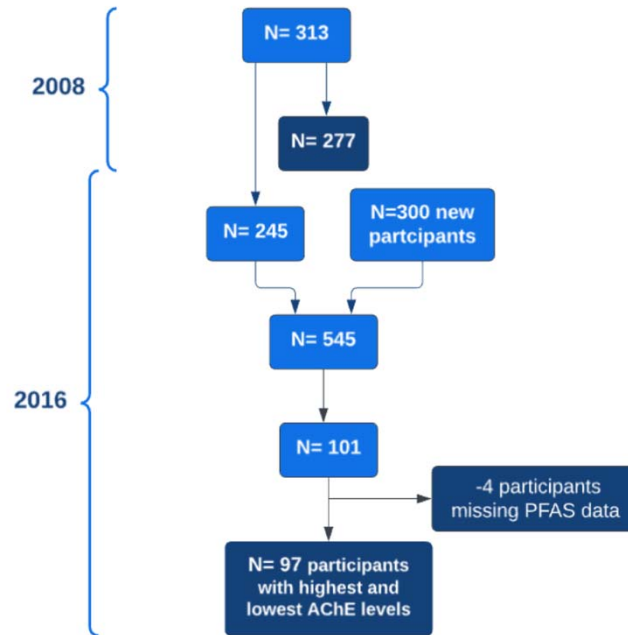 N= 313
2008
N= 277
N= 245
N=300 new
partcipants
N= 545
2016
N= 101
-4 participants
missing PFAS data
N= 97 participants
with highest and
lowest AChE levels